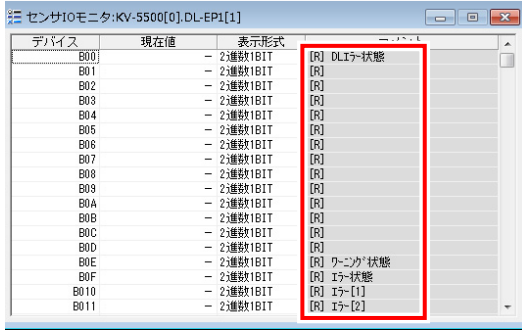 センサIOモニタ:KV-5500[0].DL-EP1[1]
デバイス 現在値 表示形式
B00 - 2進数1BIT [R] DLｴﾗｰ状態
B01 - 2進数1BIT [R]
B02 - 2進数1BIT [R]
B03 - 2進数1BIT [R]
B04 - 2進数1BIT [R]
B05 - 2進数1BIT [R]
B06 - 2進数1BIT [R]
B07 - 2進数1BIT [R]
B08 - 2進数1BIT [R]
B09 - 2進数1BIT [R]
B0A - 2進数1BIT [R]
B0B - 2進数1BIT [R]
B0C - 2進数1BIT [R]
B0D - 2進数1BIT [R]
B0E - 2進数1BIT [R] ﾜｰﾆﾝｸﾞ状態
B0F - 2進数1BIT [R] ｴﾗｰ状態
B010 - 2進数1BIT [R] ｴﾗｰ[1]
B011 - 2進数1BIT [R] ｴﾗｰ[2]